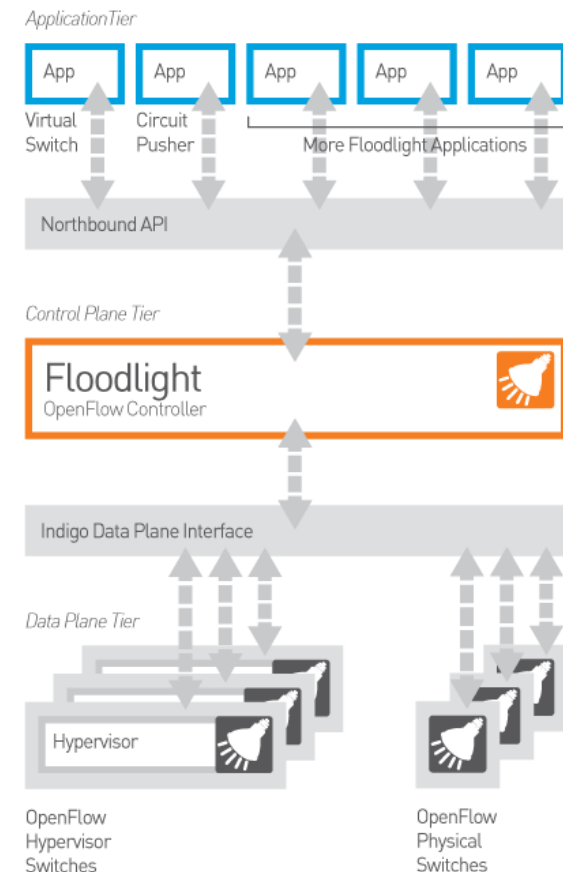 ApplicationTier
App
App
App
App
App
Virtual
Switch
Circuit
Pusher
More Floodlight Applications
Northbound API
Control Plane Tier
Floodlight
OpenFlow Controller
Indigo Data Plane Interface
Data Plane Tier
Hypervisor
OpenFlow
Hypervisor
Switches
OpenFlow
Physical
Switches